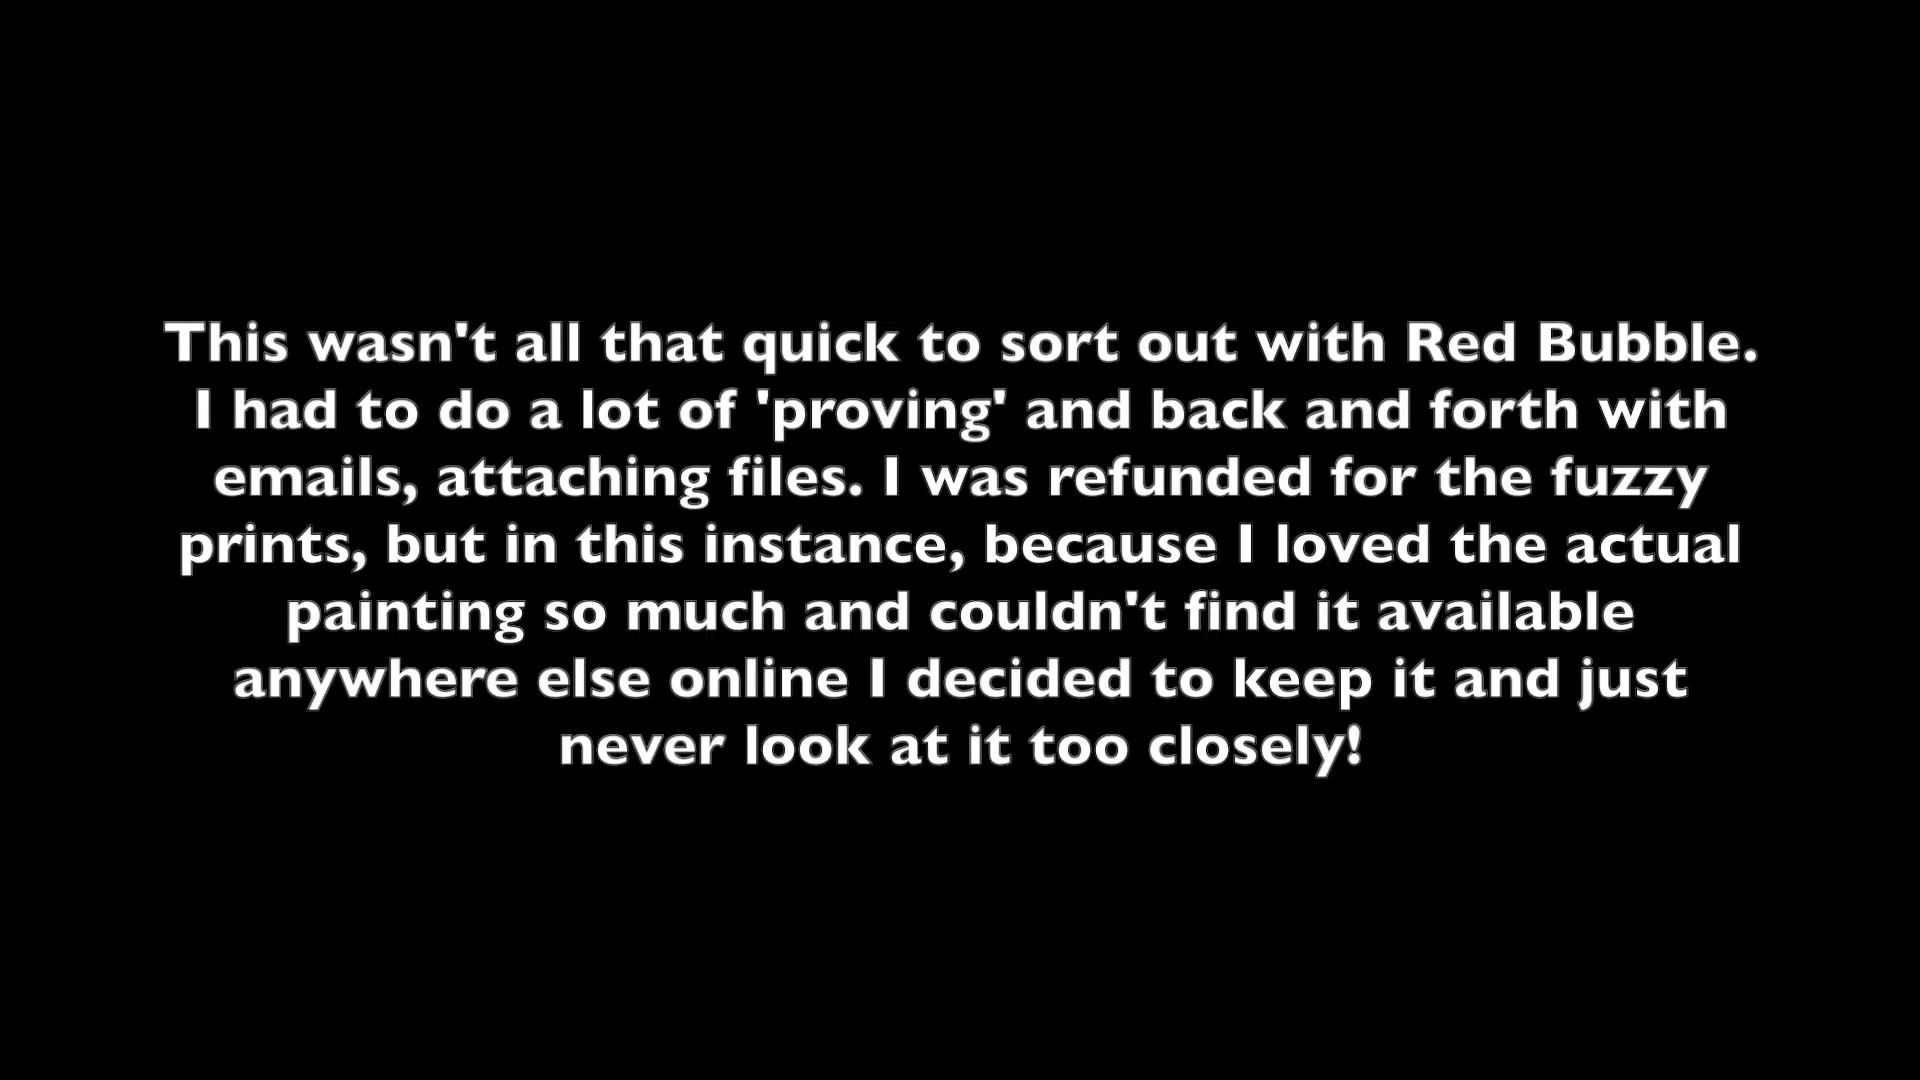 This wasn't all that quick to sort out with Red Bubble.
I had to do a lot of 'proving' and back and forth with
emails, attaching files. I was refunded for the fuzzy
prints, but in this instance, because I loved the actual
painting so much and couldn't find it available
anywhere else online I decided to keep it and just
never look at it too closely!